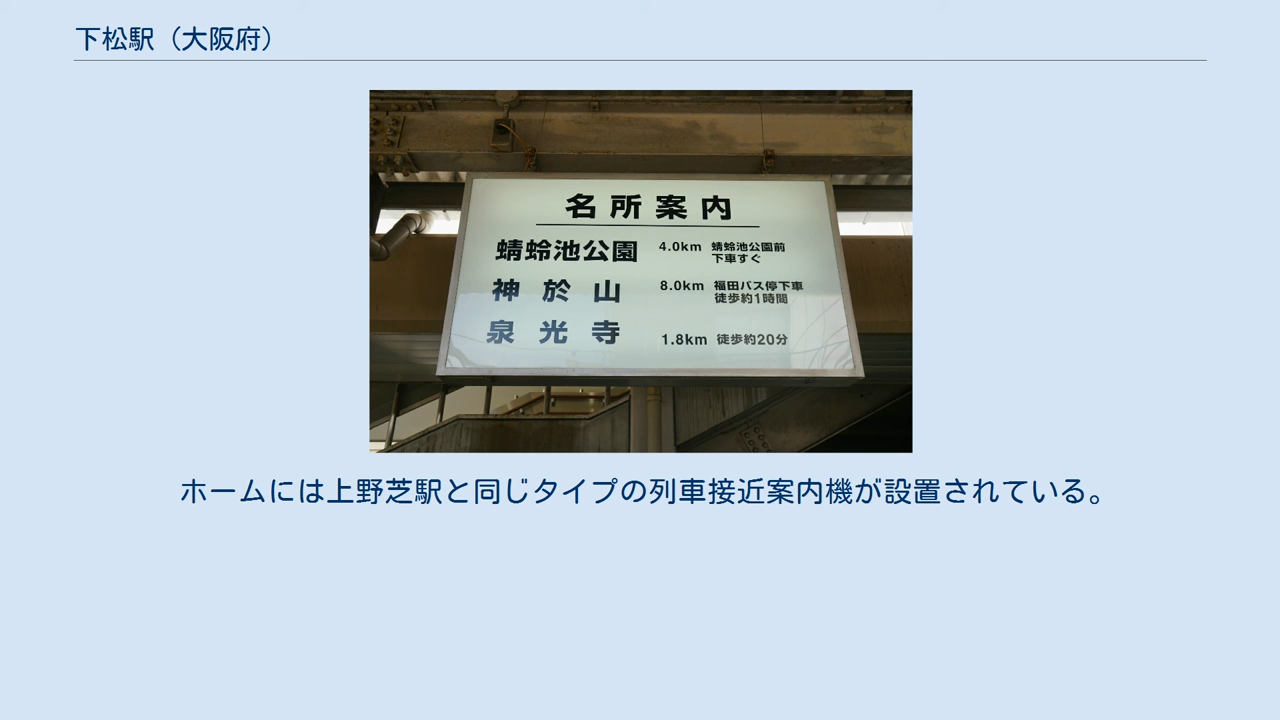 下松駅（大阪府）
名所案内
蜻蛉池公園 4.0km 蜻蛉池公園前
下車すぐ
神於山 8.0km 福田バス停下車
徒歩約1時間
泉光寺 1.8km 徒歩約20分
ホームには上野芝駅と同じタイプの列車接近案内機が設置されている。